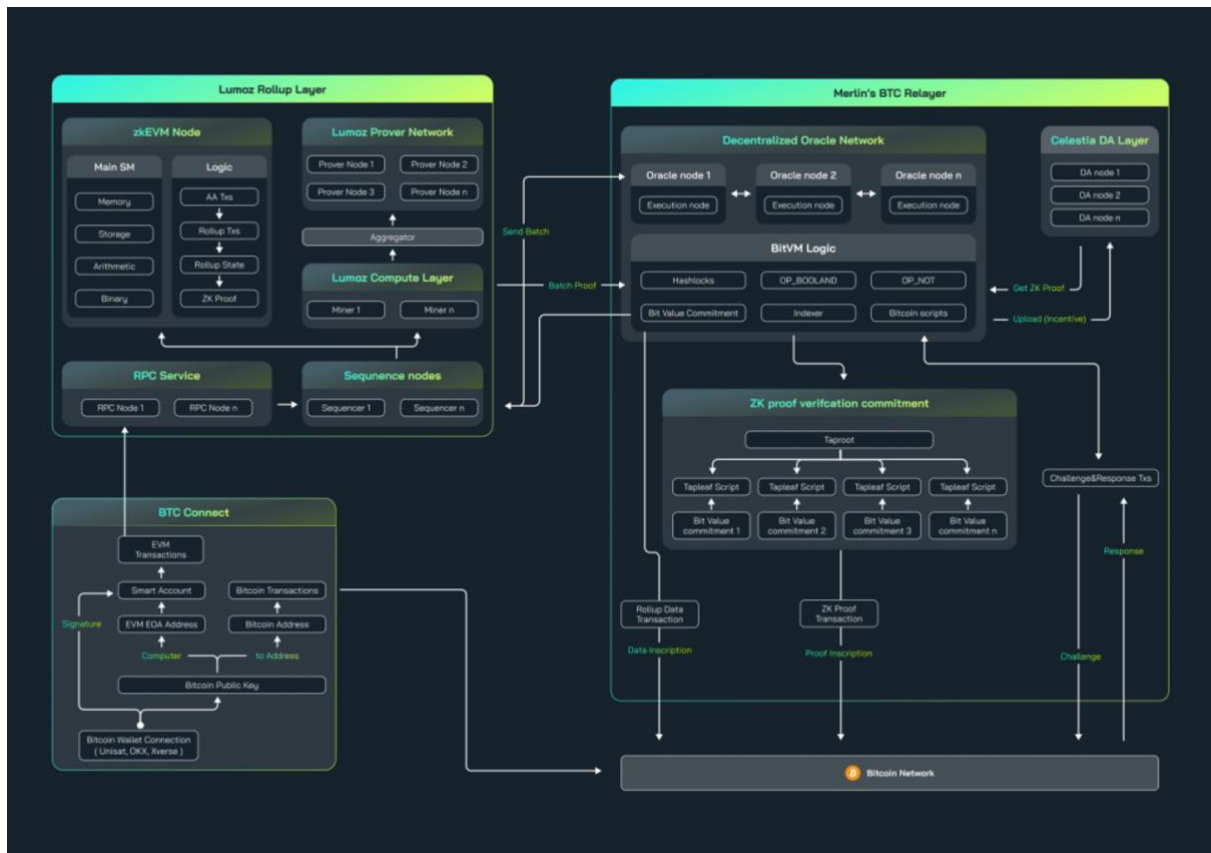 Lumoz Rollup Layer
zkEVM Node
Main SM
Memory
Storage
Arithmetic
Binary
Logic
AA Txs
Rollup Txs
Rollup State
ZK Proof
Lumoz Prover Network
Prover Node 1
Prover Node 2
Prover Node 3
Prover Node n
Aggregator
Lumoz Compute Layer
Miner 1
Miner n
RPC Service
RPC Node 1
RPC Node n
Sequnence nodes
Sequencer 1
Sequencer n
Send Batch
Batch Proof
Merlin's BTC Relayer
Decentralized Oracle Network
Oracle node 1
Execution node
Oracle node 2
Execution node
Oracle node n
Execution node
BitVM Logic
Hashlocks
OP_BOOLAND
OP_NOT
Bit Value Commitment
Indexer
Bitcoin scripts
Celestia DA Layer
DA node 1
DA node 2
DA node n
Get ZK Proof
Upload (Incentive)
ZK proof verifcation commitment
Taproot
Tapleaf Script
Tapleaf Script
Tapleaf Script
Tapleaf Script
Bit Value
commitment 1
Bit Value
commitment 2
Bit Value
commitment 3
Bit Value
commitment n
Challenge&Response Txs
Response
Challange
Rollup Data
Transaction
Data Inscription
ZK Proof
Transaction
Proof Inscription
BTC Connect
EVM
Transactions
Smart Account
Bitcoin Transactions
Signature
EVM EOA Address
Bitcoin Address
Computer
to Address
Bitcoin Public Key
Bitcoin Wallet Connection
( Unisat, OKX, Xverse )
Bitcoin Network